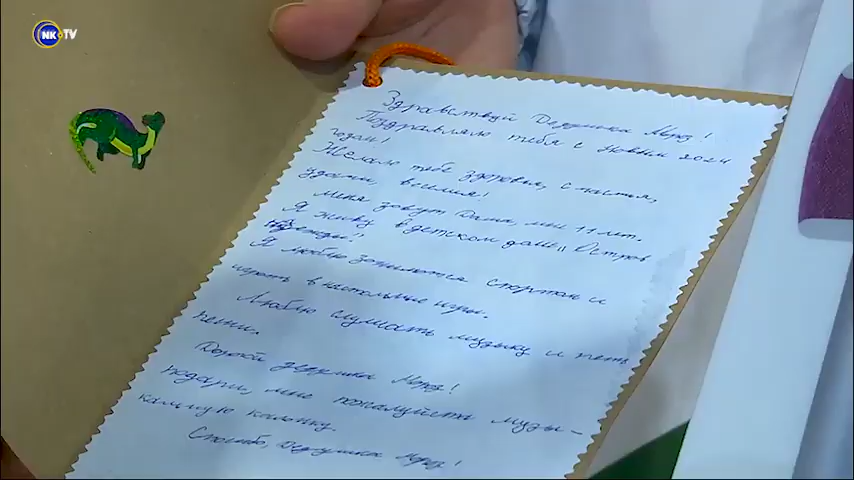 NK TV
Здравствуй Дедушка Мороз!
Поздравляю тебя с новым 2024
годом!
Желаю тебе здоровья, счастья,
удачи, веселия!
Меня зовут Даша, мне 11 лет.
Я живу в детском доме „Остров
надежды"!
Я люблю заниматся спортом и
играть в настольные игры.
Люблю слушать музыку и петь
песни.
Дорогой дедушка Мороз!
подари, мне пожалуйста музы-
кальную колонку.
Спасибо, Дедушка Мороз!